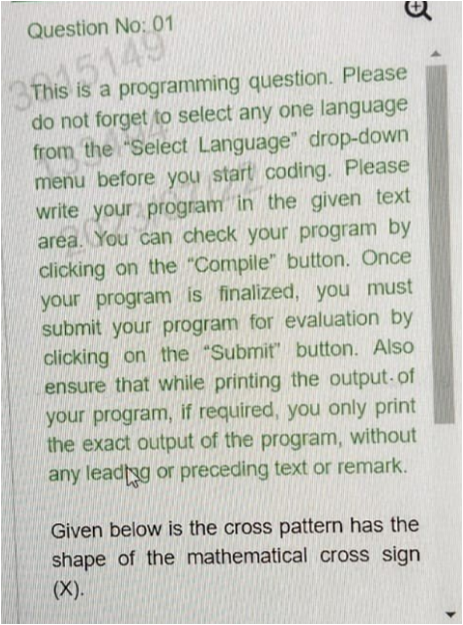 Question No: 01
This is a programming question. Please
do not forget to select any one language
from the "Select Language" drop-down
menu before you start coding. Please
write your program in the given text
area. You can check your program by
clicking on the "Compile" button. Once
your program is finalized, you must
submit your program for evaluation by
clicking on the "Submit" button. Also
ensure that while printing the output of
your program, if required, you only print
the exact output of the program, without
any leading or preceding text or remark.
Given below is the cross pattern has the
shape of the mathematical cross sign
(X).